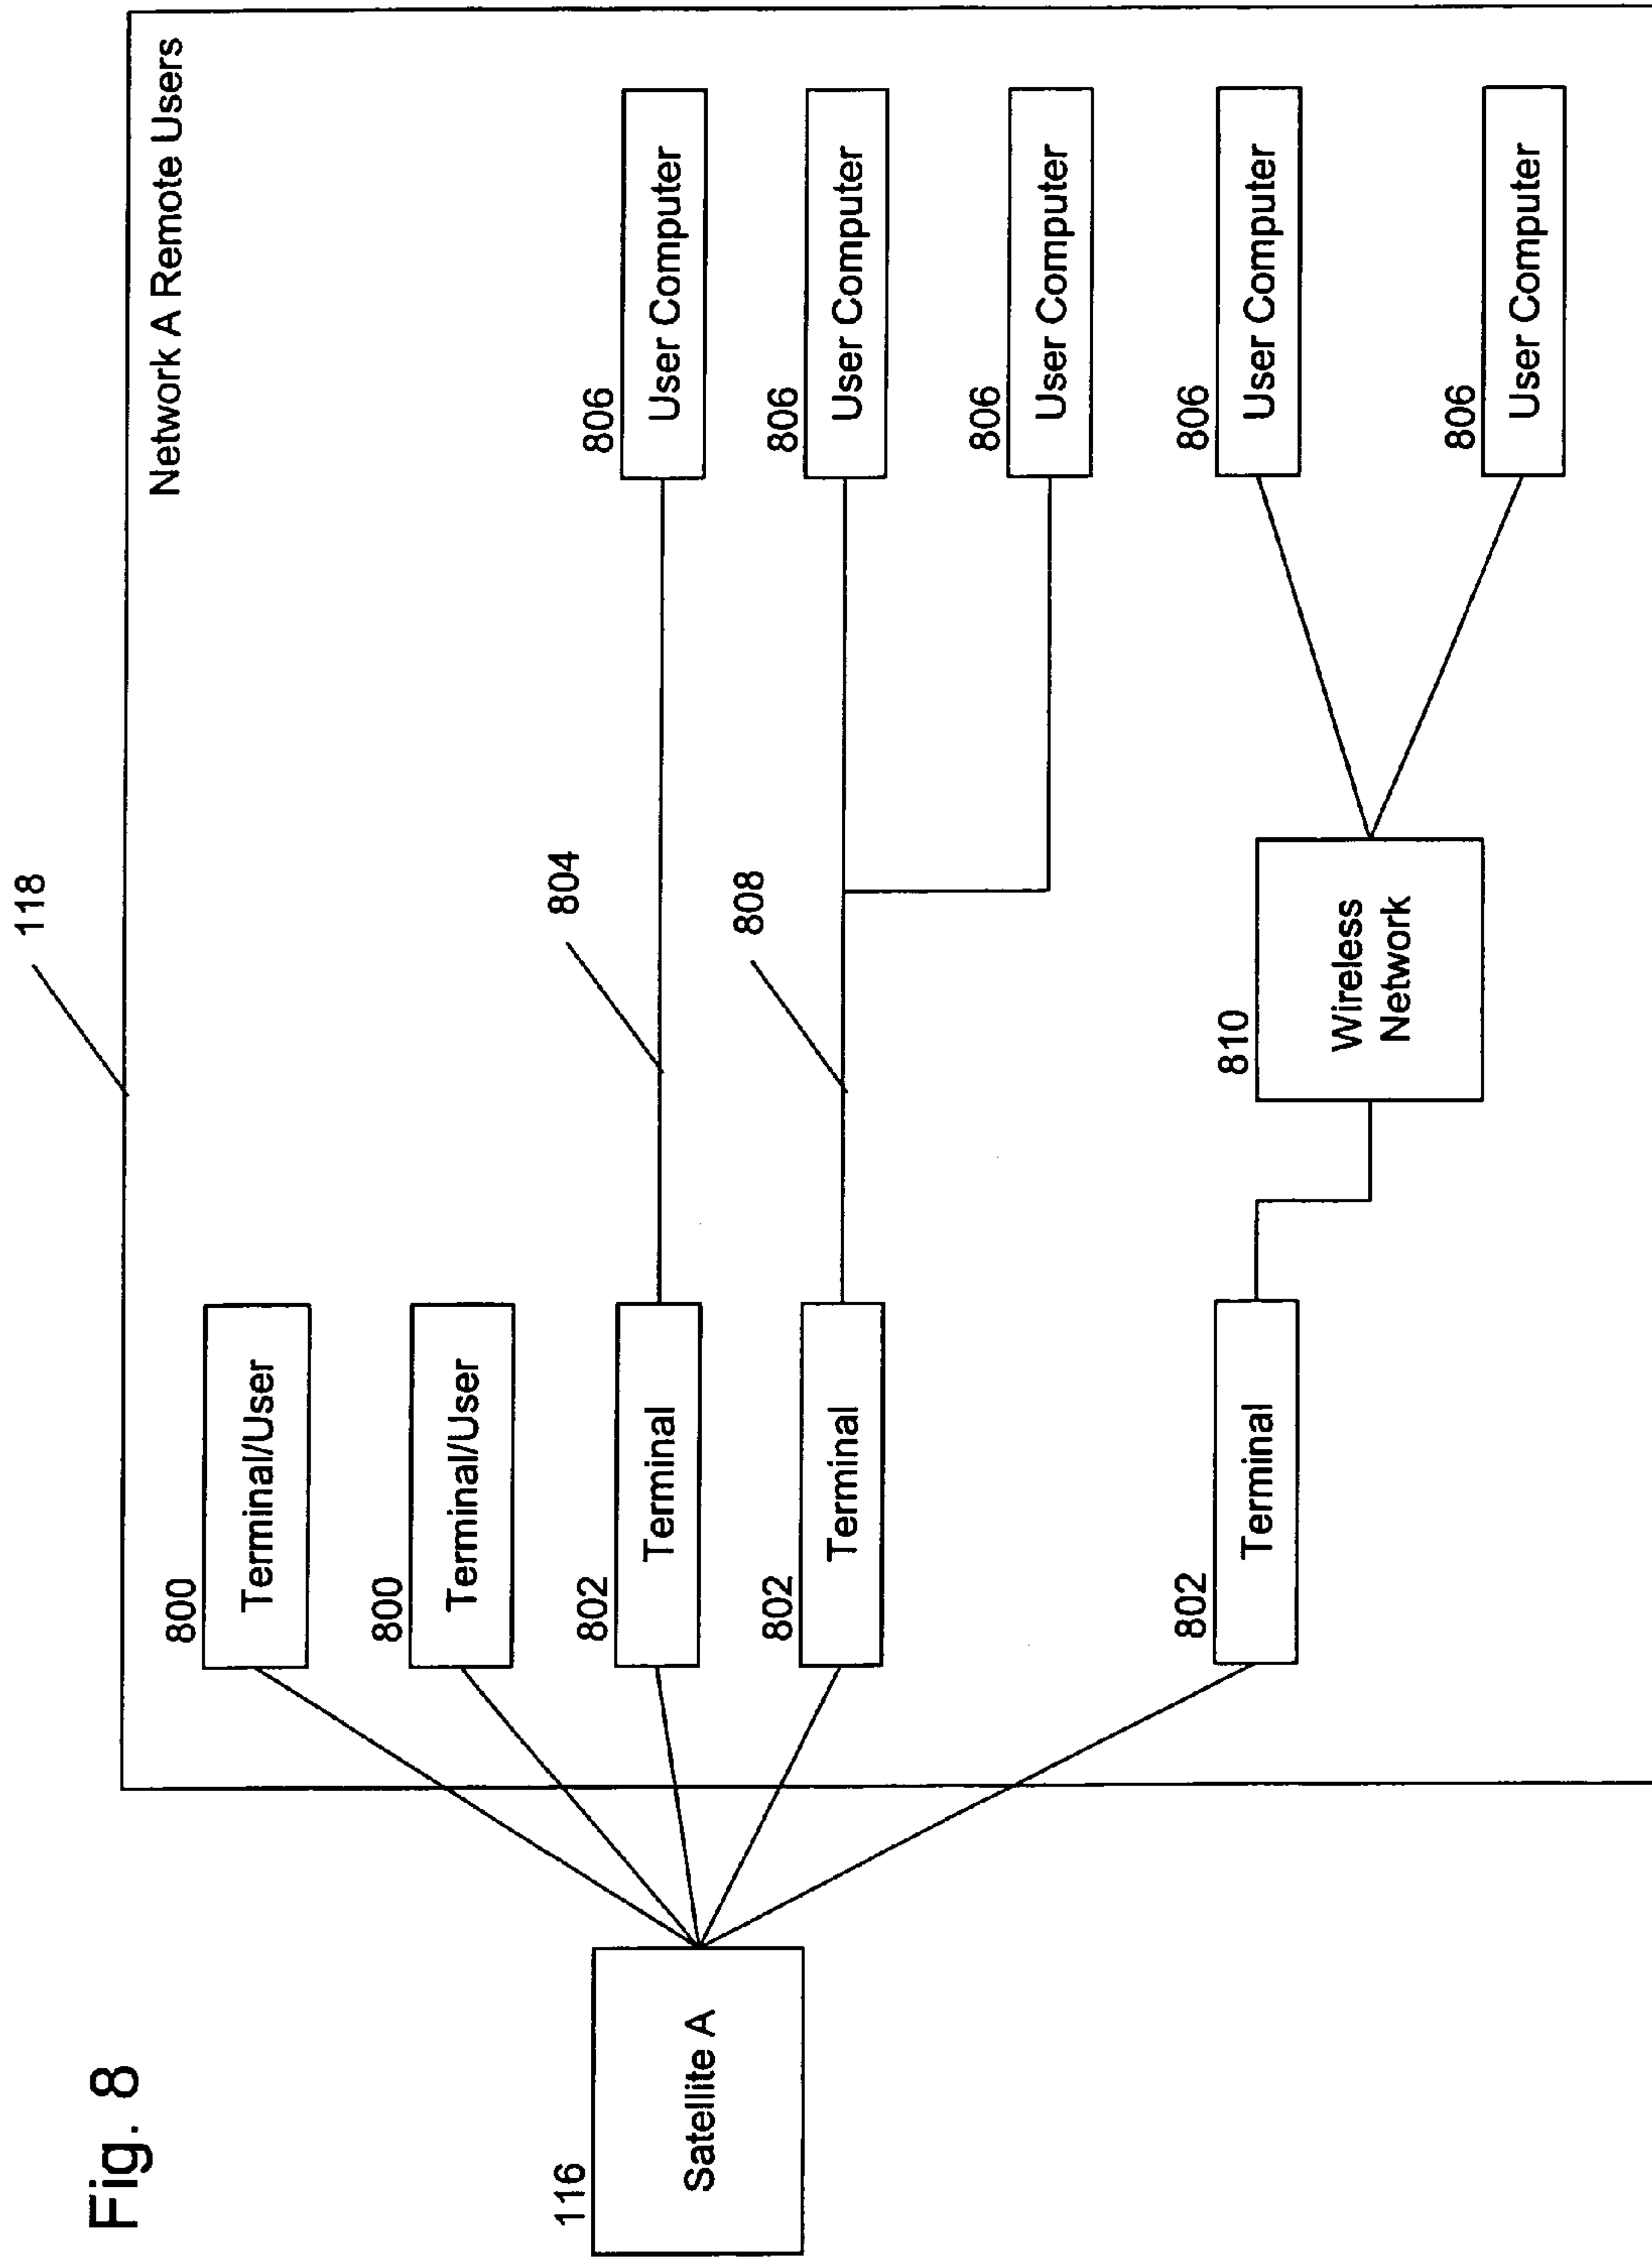 Fig. 8
118
Network A Remote Users
800
Terminal/User
800
Terminal/User
802
Terminal
804
806
User Computer
116
Satellite A
802
Terminal
808
806
User Computer
806
User Computer
802
Terminal
810
Wireless
Network
806
User Computer
806
User Computer